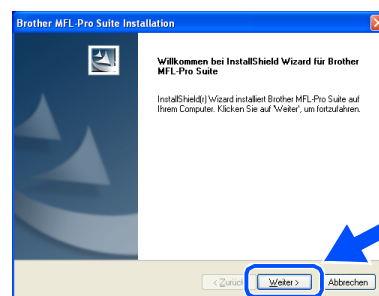 Brother MFL-Pro Suite Installation
Willkommen bei InstallShield Wizard für Brother
MFL-Pro Suite
InstallShield(r) Wizard installiert Brother MFL-Pro Suite auf
Ihrem Computer. Klicken Sie auf 'Weiter', um fortzufahren.
< Zurück Weiter > Abbrechen